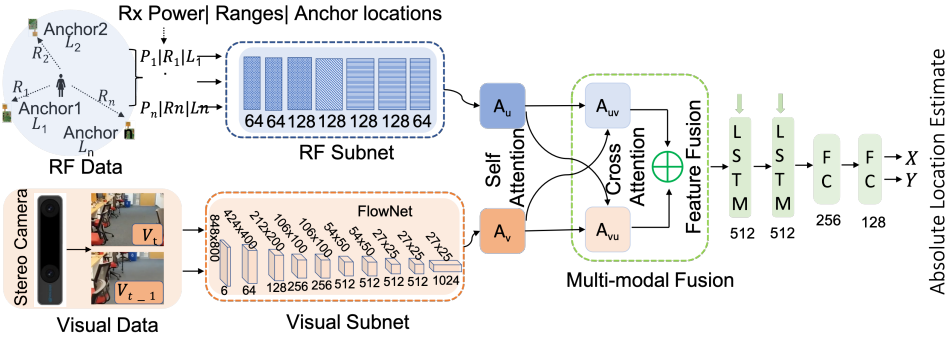 Rx Power| Ranges| Anchor locations
Anchor2
L2
R2
R1
Rn
Anchor1
L1
Anchor n
Ln
RF Data
P1|R1|L1
.
.
Pn|Rn|Ln
64 64 128 128 128 128 64
RF Subnet
Stereo Camera
Vt
Vt_1
Visual Data
FlowNet
848x800
424x400
212x200
106x100
106x100
54x50
54x50
27x25
27x25
27x25
6 64 128 256 256 512 512 512 512 1024
Visual Subnet
Au
Self
Attention
Av
Auv
Cross
Attention
Avu
Feature Fusion
Multi-modal Fusion
LSTM
512
LSTM
512
FC
256
FC
128
X
Y
Absolute Location Estimate